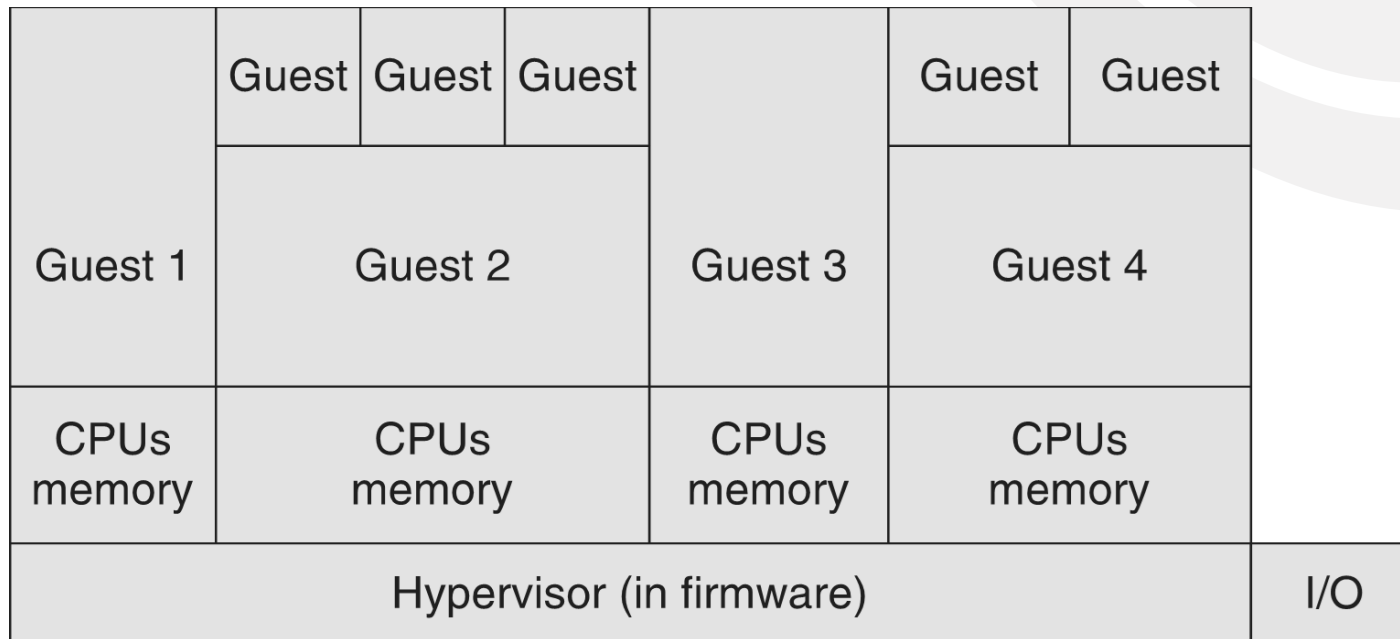 Guest Guest Guest Guest Guest
Guest 1 Guest 2 Guest 3 Guest 4
CPUs CPUs CPUs CPUs
memory memory memory memory
Hypervisor (in firmware) I/O